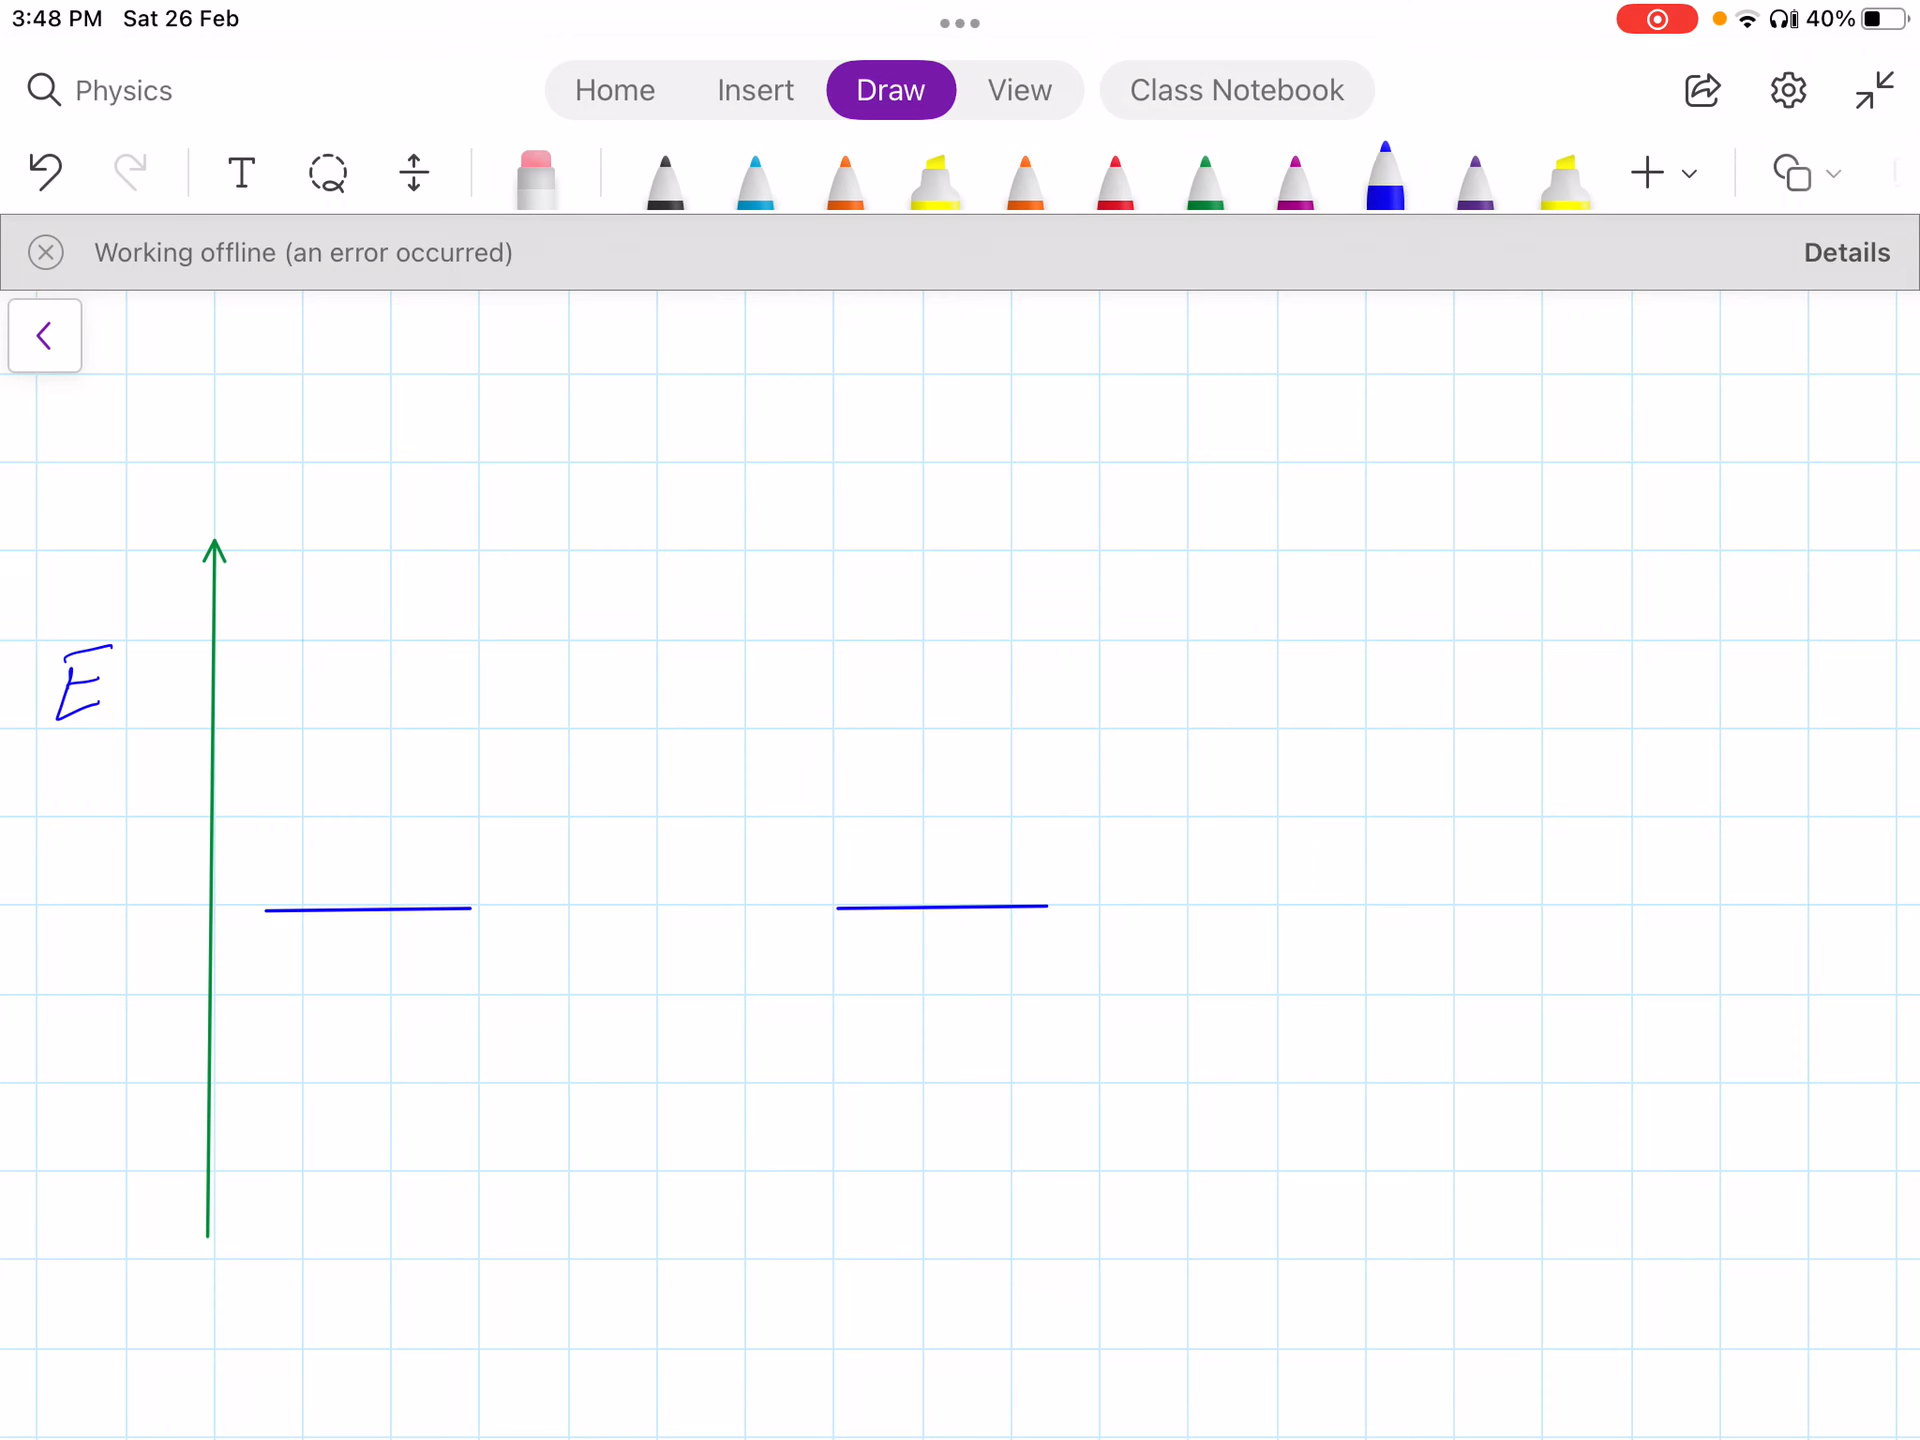 3:48 PM Sat 26 Feb
40%
Physics
Home Insert Draw View Class Notebook
T
Working offline (an error occurred) Details
E